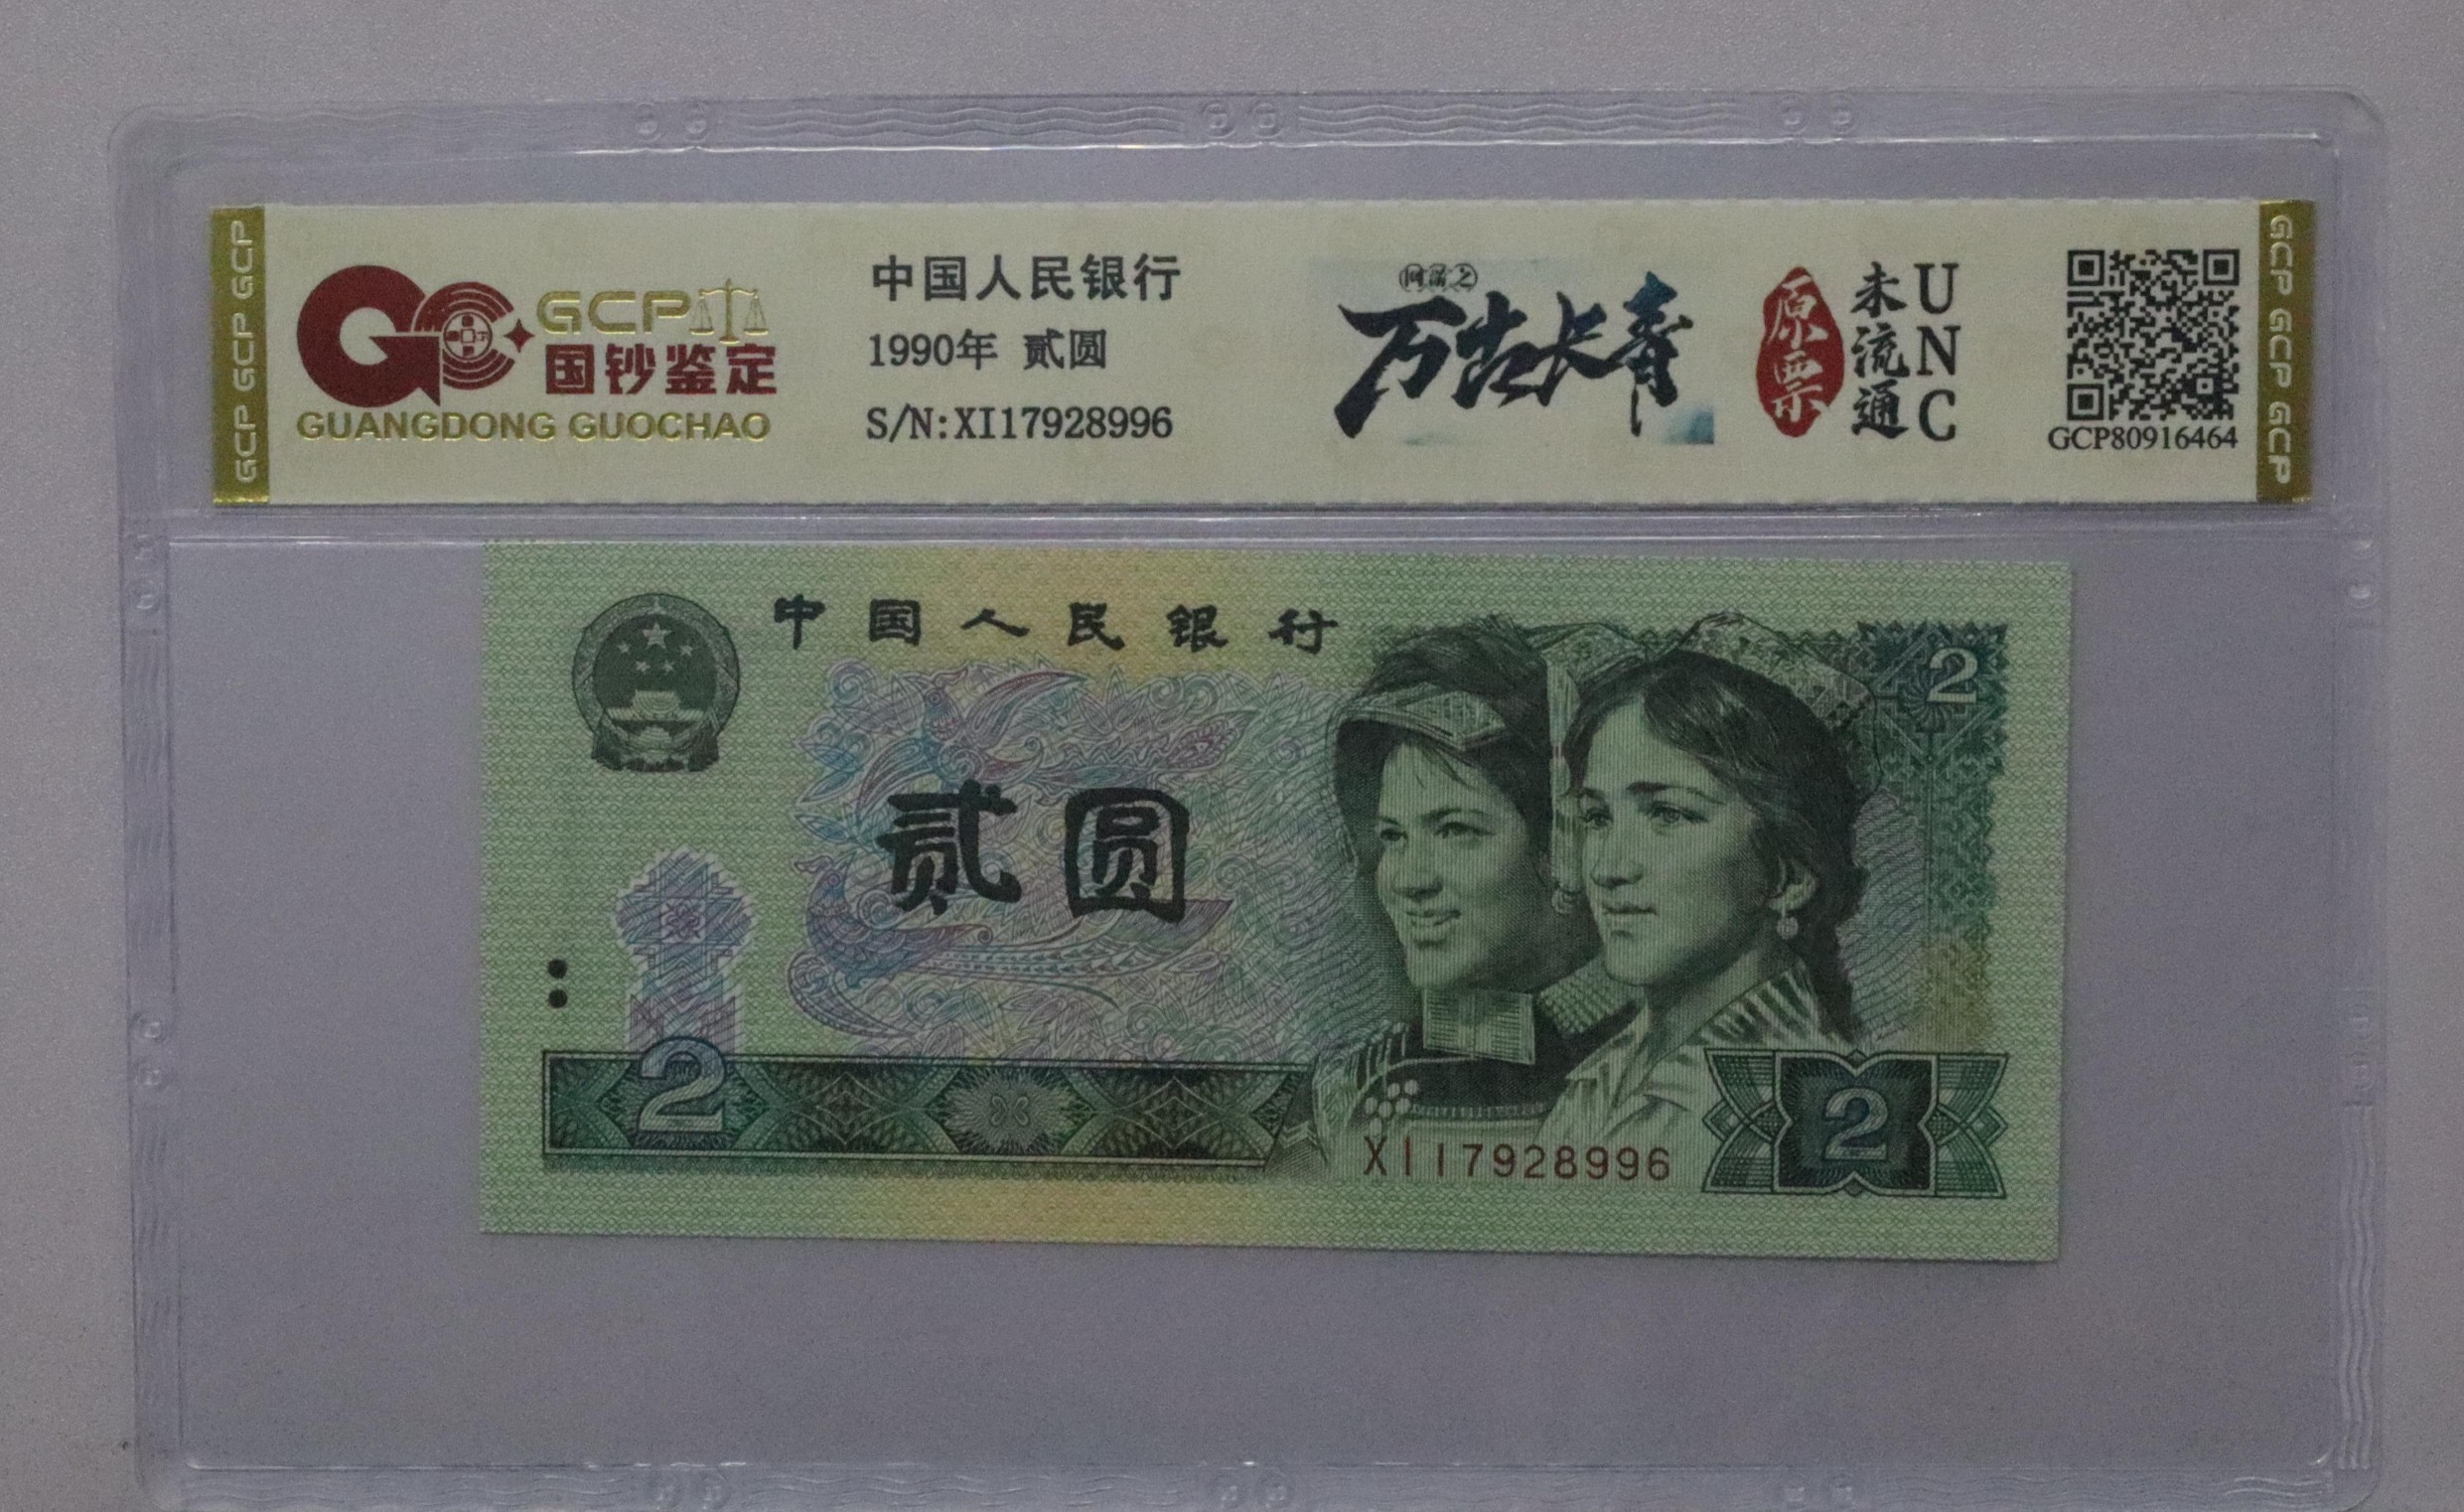 GCP GCP GCP
GCP
国钞鉴定
GUANGDONG GUOCHAO
中国人民银行
1990年 贰圆
S/N:XI17928996
万古长青
原票
未流通
UNC
GCP80916464
GCP GCP GCP
中国人民银行
贰圆
2
2
XI17928996
2